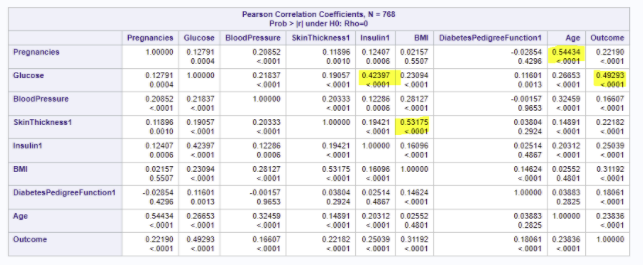 Pearson Correlation Coefficients, N = 768
Prob > |r| under H0: Rho=0
Pregnancies Glucose BloodPressure SkinThickness1 Insulin1 BMI DiabetesPedigreeFunction1 Age Outcome
Pregnancies 1.00000 0.12791 0.20852 0.11896 0.12407 0.02157 -0.02854 0.54434 0.22190
0.0004 <.0001 0.0010 0.0006 0.5507 0.4296 <.0001 <.0001
Glucose 0.12791 1.00000 0.21837 0.19057 0.42397 0.23094 0.11601 0.26653 0.49293
0.0004 <.0001 <.0001 <.0001 <.0001 0.0013 <.0001 <.0001
BloodPressure 0.20852 0.21837 1.00000 0.20333 0.12286 0.28127 -0.00157 0.32459 0.16607
<.0001 <.0001 <.0001 0.0006 <.0001 0.9653 <.0001 <.0001
SkinThickness1 0.11896 0.19057 0.20333 1.00000 0.19421 0.53175 0.03804 0.14891 0.22182
0.0010 <.0001 <.0001 <.0001 <.0001 0.2924 <.0001 <.0001
Insulin1 0.12407 0.42397 0.12286 0.19421 1.00000 0.16096 0.02514 0.20312 0.25039
0.0006 <.0001 0.0006 <.0001 <.0001 0.4867 <.0001 <.0001
BMI 0.02157 0.23094 0.28127 0.53175 0.16096 1.00000 0.14624 0.02552 0.31192
0.5507 <.0001 <.0001 <.0001 <.0001 <.0001 0.4801 <.0001
DiabetesPedigreeFunction1 -0.02854 0.11601 -0.00157 0.03804 0.02514 0.14624 1.00000 0.03883 0.18061
0.4296 0.0013 0.9653 0.2924 0.4867 <.0001 0.2825 <.0001
Age 0.54434 0.26653 0.32459 0.14891 0.20312 0.02552 0.03883 1.00000 0.23836
<.0001 <.0001 <.0001 <.0001 <.0001 0.4801 0.2825 <.0001
Outcome 0.22190 0.49293 0.16607 0.22182 0.25039 0.31192 0.18061 0.23836 1.00000
<.0001 <.0001 <.0001 <.0001 <.0001 <.0001 <.0001 <.0001